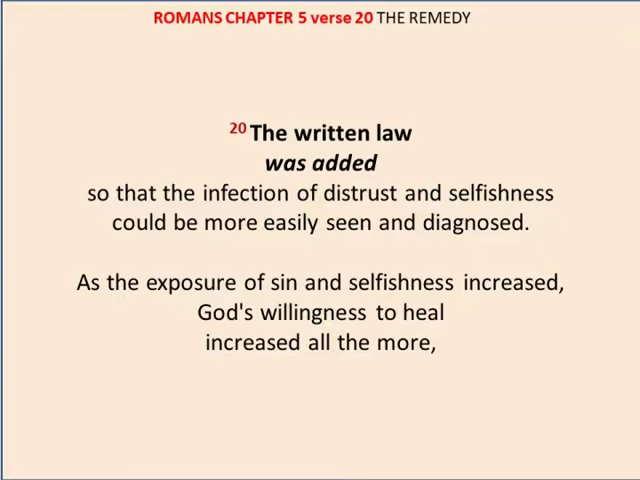 ROMANS CHAPTER 5 verse 20 THE REMEDY
20 The written law
was added
so that the infection of distrust and selfishness
could be more easily seen and diagnosed.
As the exposure of sin and selfishness increased,
God's willingness to heal
increased all the more,